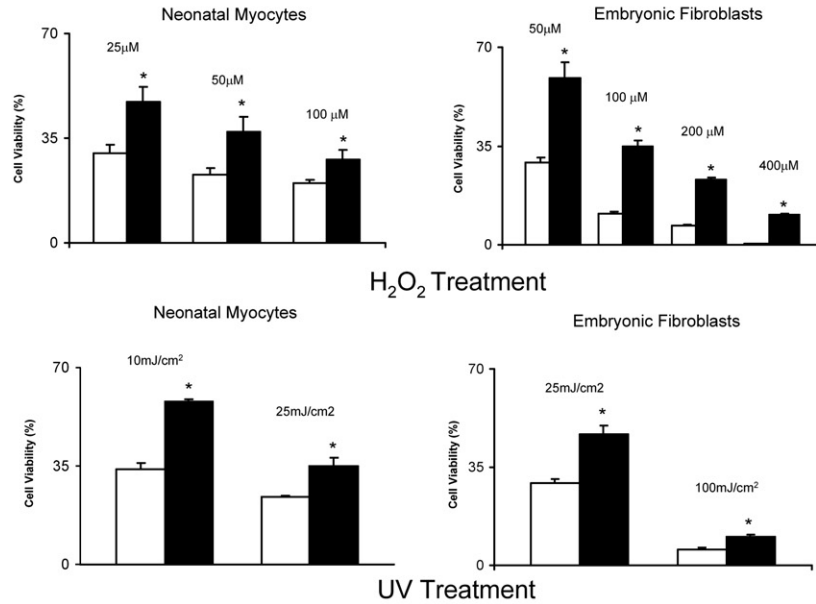 Neonatal Myocytes
70
35
0
Cell Viability (%)
25μM
*
50μM
*
100 μM
*
Embryonic Fibroblasts
70
35
0
Cell Viability (%)
50μM
*
100 μM
*
200 μM
*
400μM
*
H₂O₂ Treatment
Neonatal Myocytes
70
35
0
Cell Viability (%)
10mJ/cm²
*
25mJ/cm2
*
Embryonic Fibroblasts
70
35
0
Cell Viability (%)
25mJ/cm2
*
100mJ/cm²
*
UV Treatment